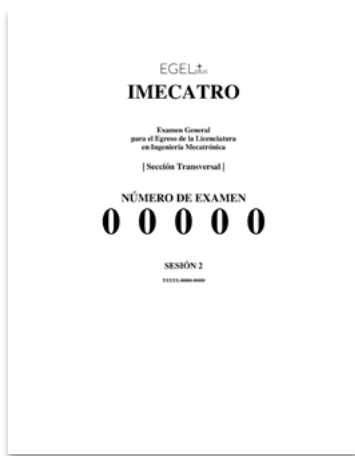 EGEL+plus
IMECATRO
Examen General
para el Egreso de la Licenciatura
en Ingeniería Mecatrónica
| Sección Transversal |
NÚMERO DE EXAMEN
0 0 0 0 0
SESIÓN 2